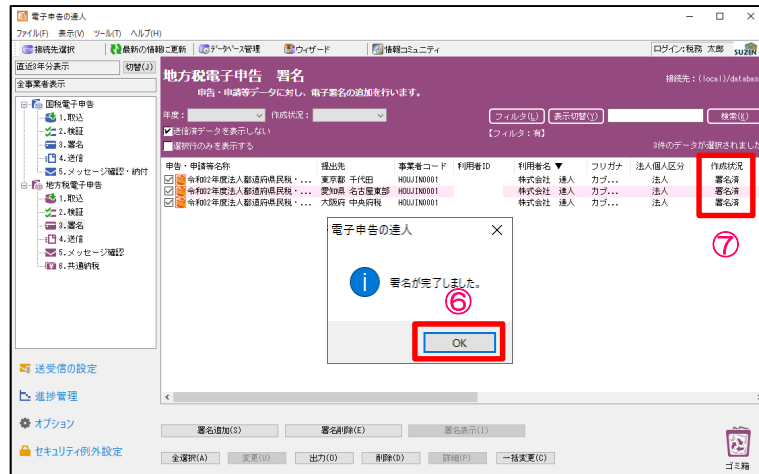 電子申告の達人
ファイル(F) 表示(V) ツール(T) ヘルプ(H)
接続先選択 最新の情報に更新 データベース管理 ウィザード 情報コミュニティ ログイン:税務 太郎 SUZIN
直近3年分表示 切替(J)
全事業者表示
国税電子申告
1.取込
2.検証
3.署名
4.送信
5.メッセージ確認・納付
地方税電子申告
1.取込
2.検証
3.署名
4.送信
5.メッセージ確認
6.共通納税
送受信の設定
進捗管理
オプション
セキュリティ例外設定
地方税電子申告 署名
接続先:(local)/databas
申告・申請等データに対し、電子署名の追加を行います。
年度: 作成状況: フィルタ(L) 表示切替(Y) 検索(K)
送信済データを表示しない 【フィルタ:有】
選択行のみを表示する 3件のデータが選択されました
申告・申請等名称 提出先 事業者コード 利用者ID 利用者名▼ フリガナ 法人個人区分 作成状況
令和02年度法人都道府県民税・... 東京都 千代田 HOUJIN0001 株式会社 達人 カブ... 法人 署名済
令和02年度法人都道府県民税・... 愛知県 名古屋東部 HOUJIN0001 株式会社 達人 カブ... 法人 署名済
令和02年度法人都道府県民税・... 大阪府 中央府税 HOUJIN0001 株式会社 達人 カブ... 法人 署名済
⑦
電子申告の達人
署名が完了しました。
⑥
OK
署名追加(S) 署名削除(E) 署名表示(I)
全選択(A) 変更(U) 出力(O) 削除(D) 詳細(P) 一括変更(C)
ゴミ箱